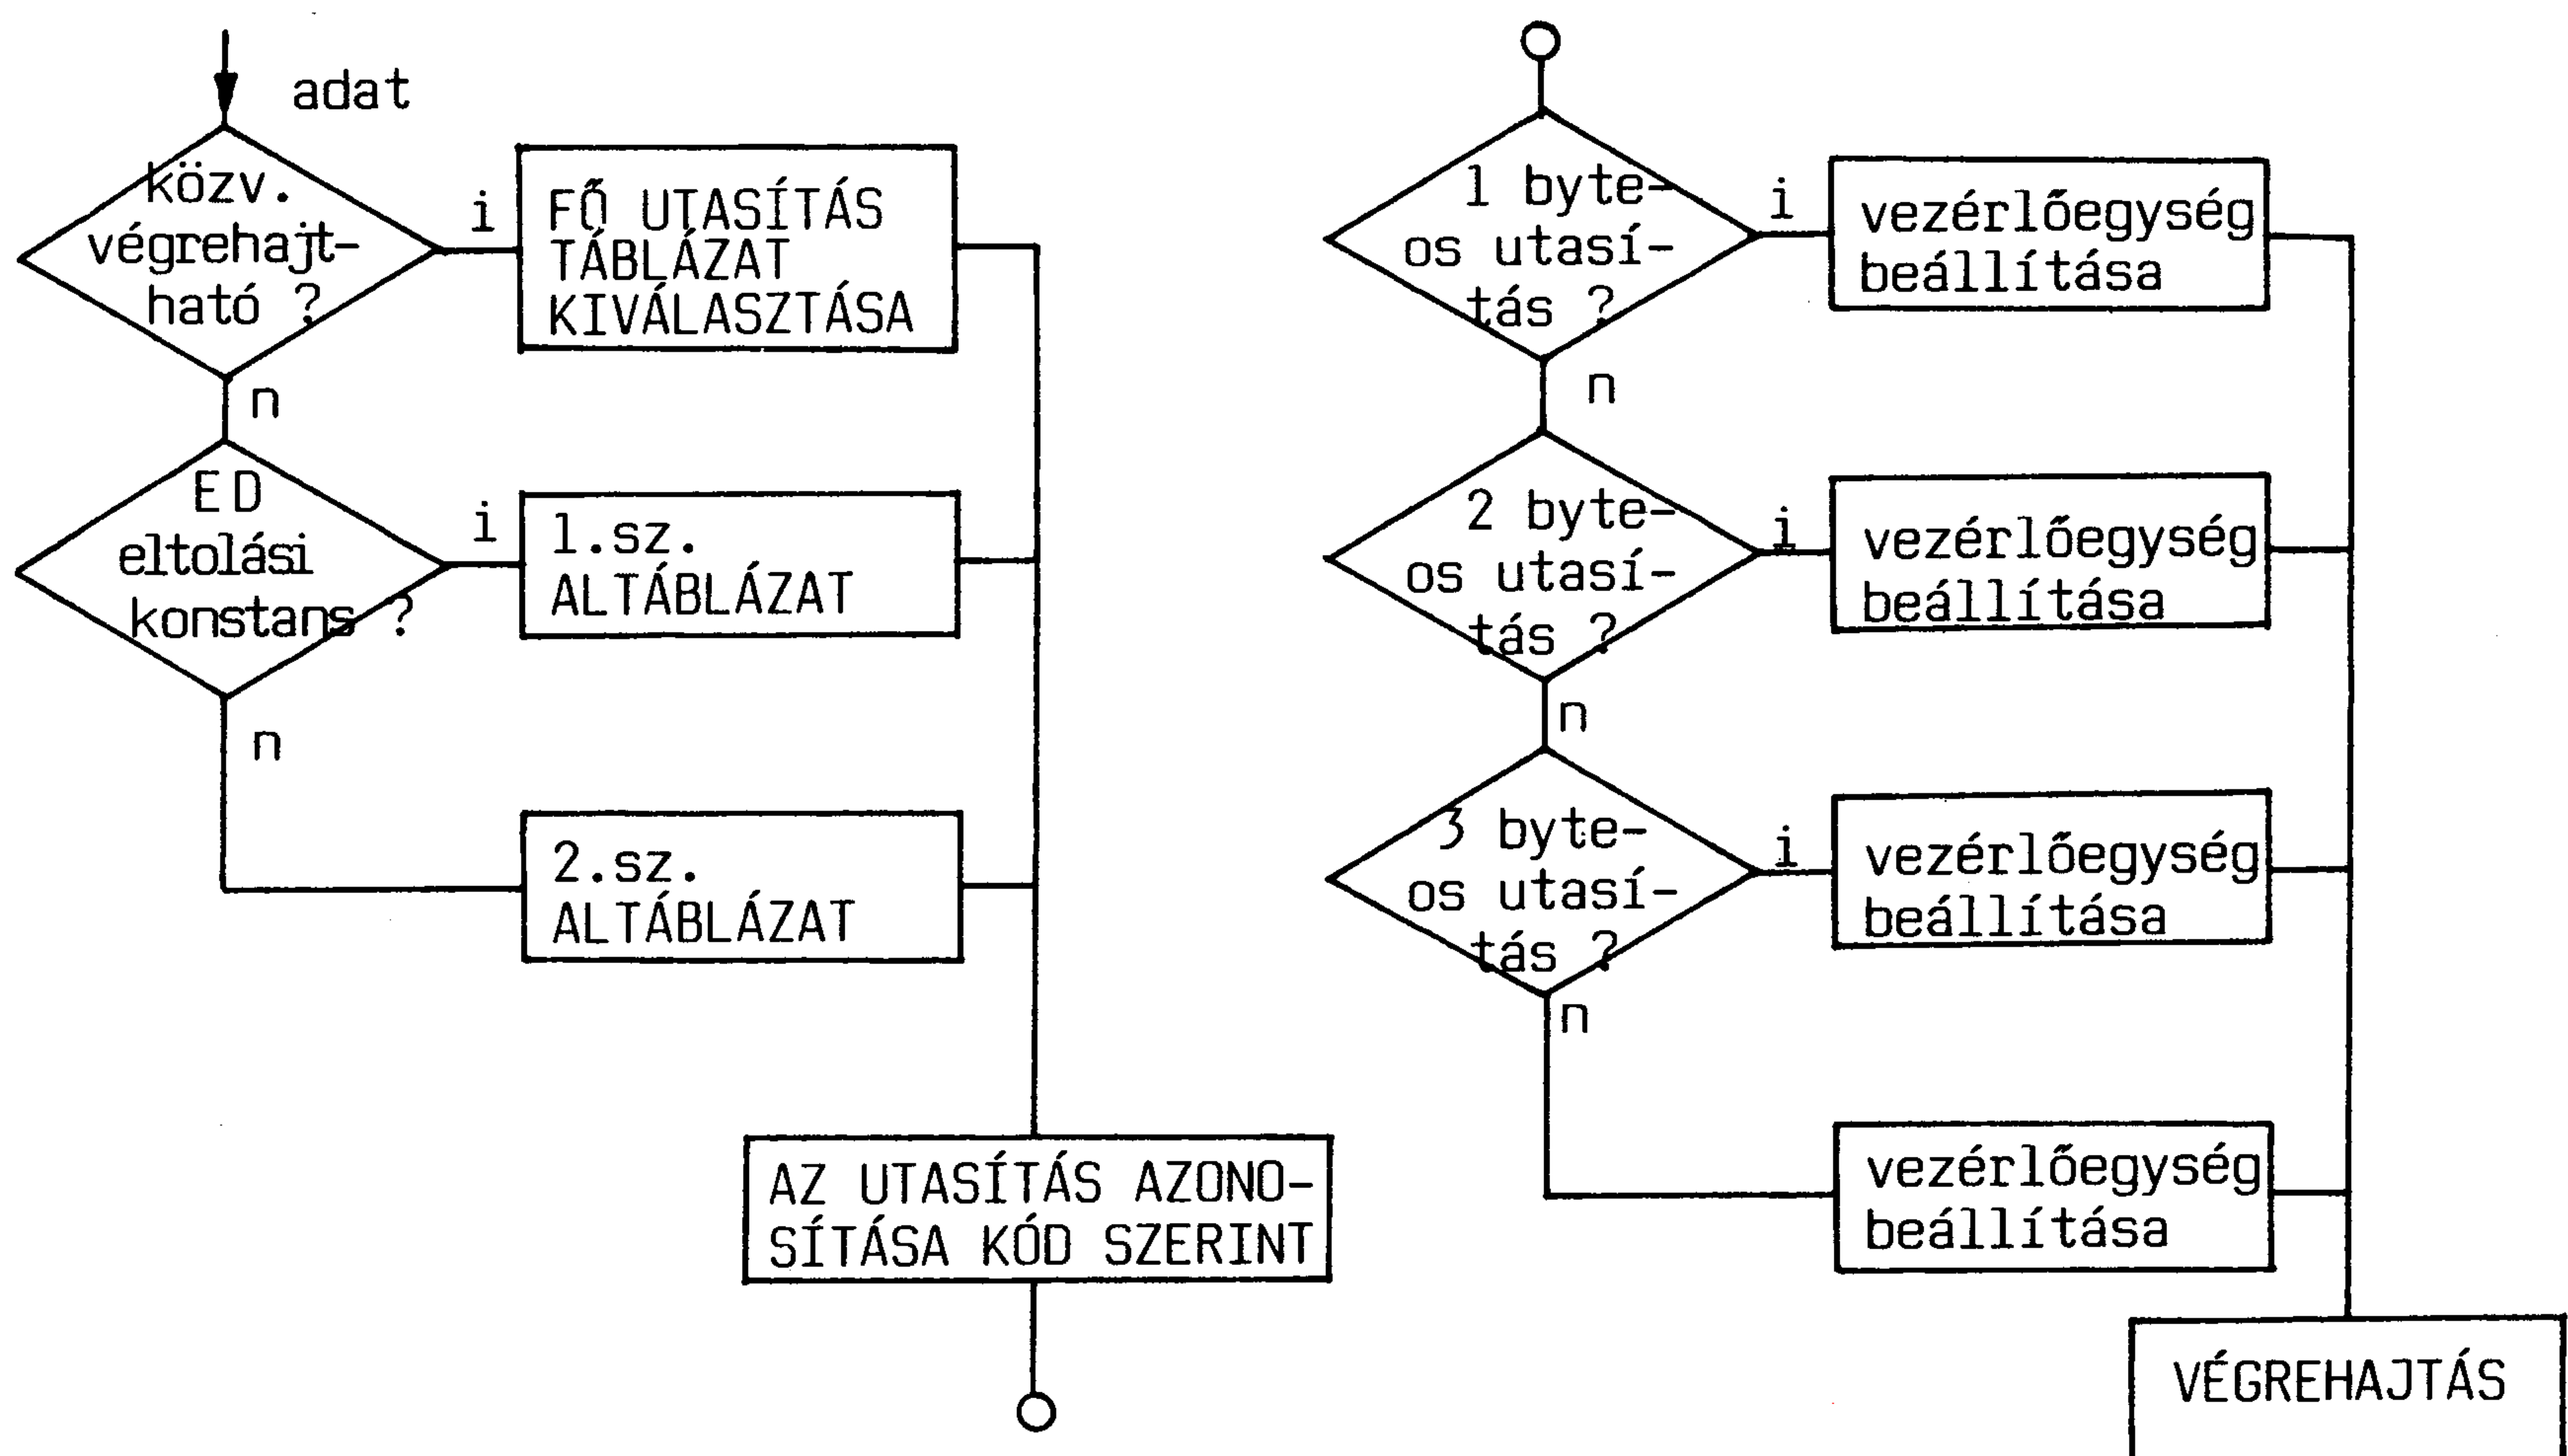 adat
közv.
végrehajt-
ható ?
i
FŐ UTASÍTÁS
TÁBLÁZAT
KIVÁLASZTÁSA
n
ED
eltolási
konstans ?
i
1.sz.
ALTÁBLÁZAT
n
2.sz.
ALTÁBLÁZAT
AZ UTASÍTÁS AZONO-
SÍTÁSA KÓD SZERINT
1 byte-
os utasí-
tás ?
i
vezérlőegység
beállítása
n
2 byte-
os utasí-
tás ?
i
vezérlőegység
beállítása
n
3 byte-
os utasí-
tás ?
i
vezérlőegység
beállítása
n
vezérlőegység
beállítása
VÉGREHAJTÁS